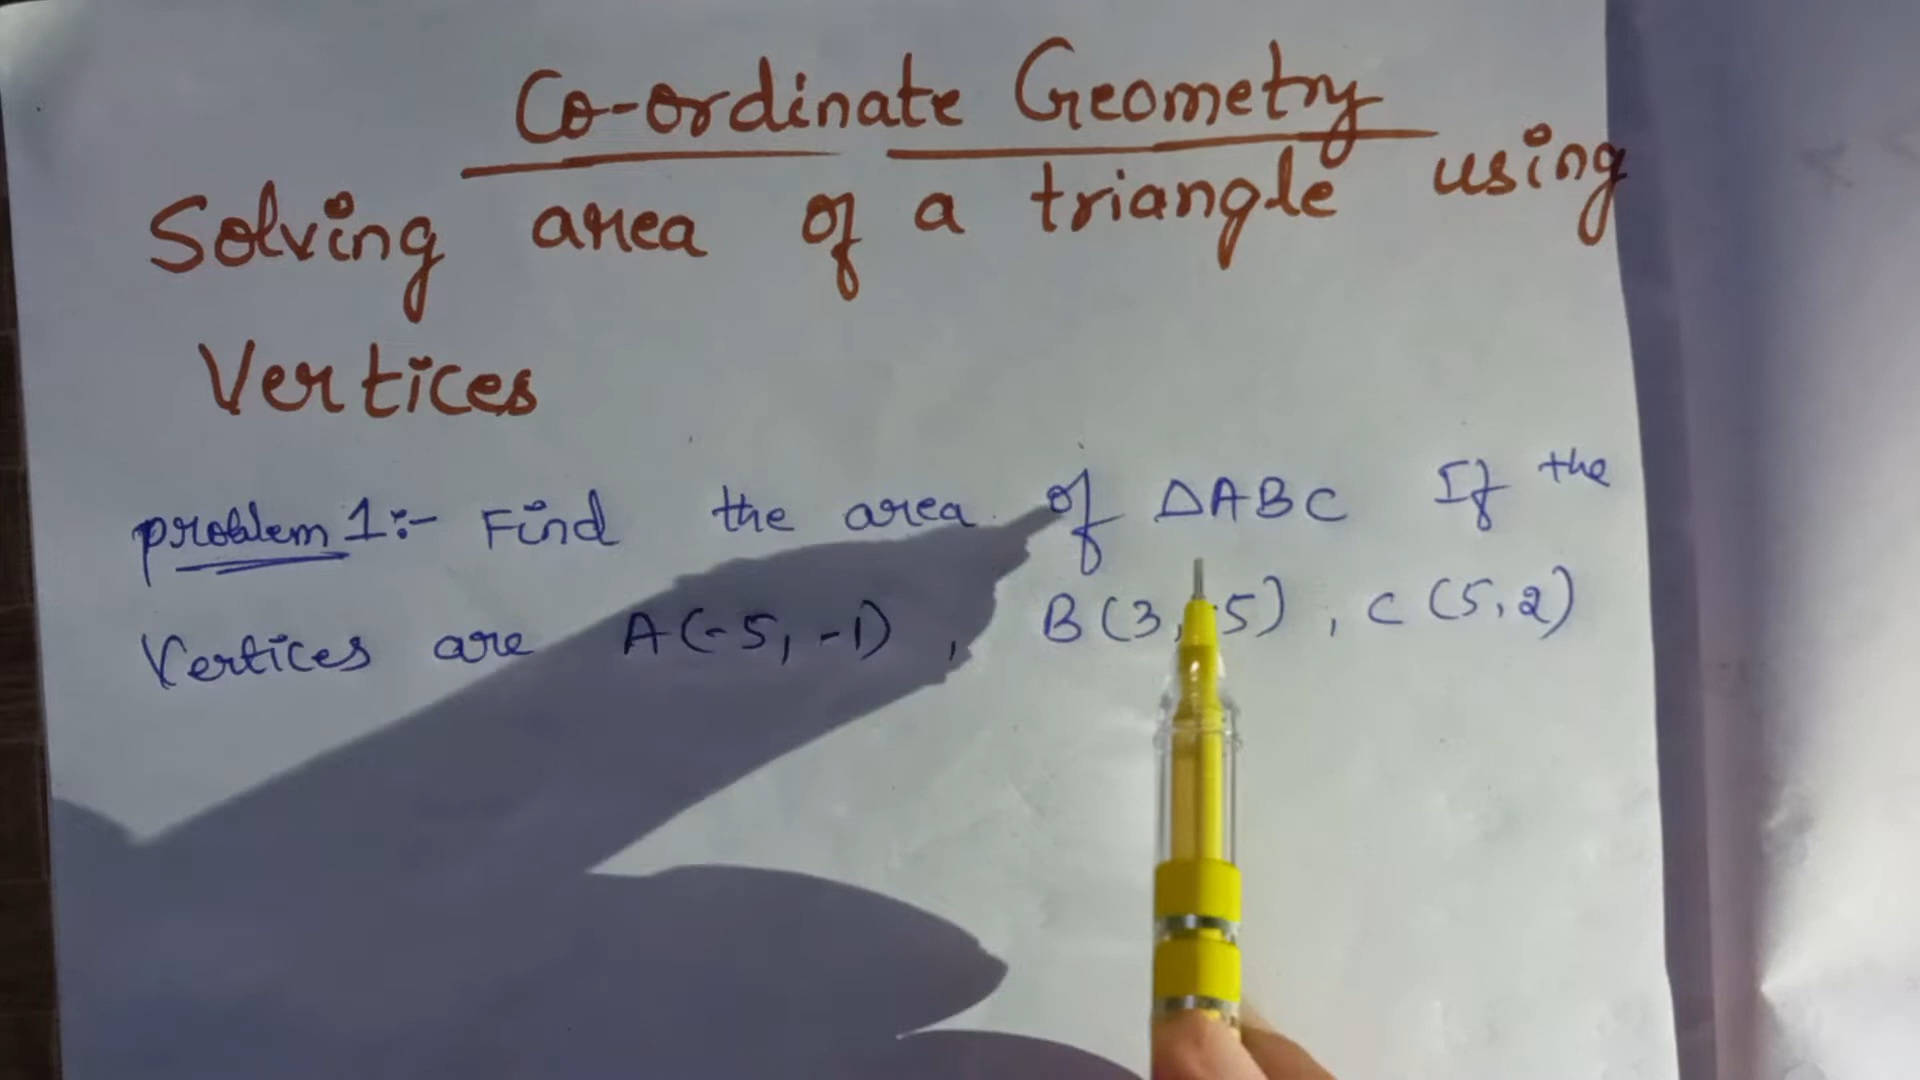 Co-ordinate Geometry
Solving area of a triangle using
Vertices
problem 1:- Find the area of ΔABC If the
Vertices are A(-5, -1), B(3, -5), C(5, 2)